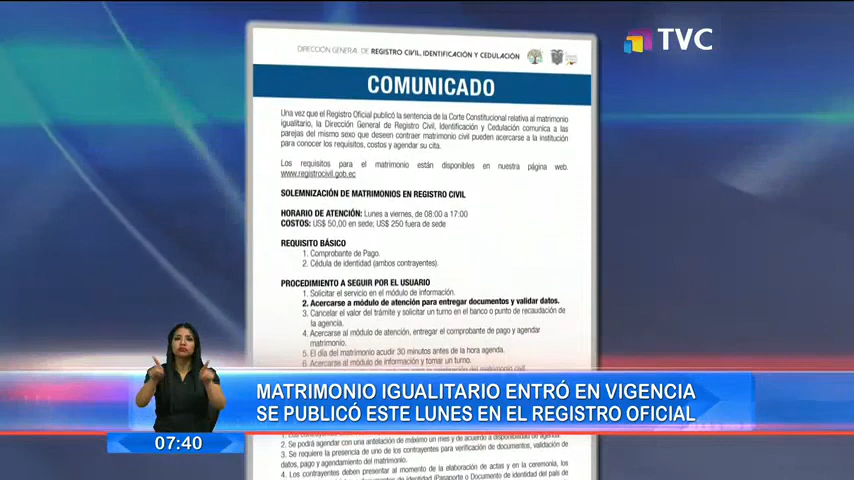 DIRECCIÓN GENERAL DE REGISTRO CIVIL, IDENTIFICACIÓN Y CEDULACIÓN
TVC
COMUNICADO
Una vez que el Registro Oficial publicó la sentencia de la Corte Constitucional relativa al matrimonio
igualitario, la Dirección General de Registro Civil, Identificación y Cedulación comunica a las
parejas del mismo sexo que deseen contraer matrimonio civil pueden acercarse a la institución
para conocer los requisitos, costos y agendar su cita.
Los requisitos para el matrimonio están disponibles en nuestra página web.
www.registrocivil.gob.ec
SOLEMNIZACIÓN DE MATRIMONIOS EN REGISTRO CIVIL
HORARIO DE ATENCIÓN: Lunes a viernes, de 08:00 a 17:00
COSTOS: US$ 50,00 en sede; US$ 250 fuera de sede
REQUISITO BÁSICO
1. Comprobante de Pago.
2. Cédula de identidad (ambos contrayentes).
PROCEDIMIENTO A SEGUIR POR EL USUARIO
1. Solicitar el servicio en el módulo de información.
2. Acercarse a módulo de atención para entregar documentos y validar datos.
3. Cancelar el valor del trámite y solicitar un turno en el banco o punto de recaudación de
la agencia.
4. Acercarse al módulo de atención, entregar el comprobante de pago y agendar
matrimonio.
5. El día del matrimonio acudir 30 minutos antes de la hora agenda.
6. Acercarse al módulo de información y tomar un turno.
MATRIMONIO IGUALITARIO ENTRÓ EN VIGENCIA
SE PUBLICÓ ESTE LUNES EN EL REGISTRO OFICIAL
07:40
2. Se podrá agendar con una antelación de máximo un mes y de acuerdo a disponibilidad de agenda.
3. Se requiere la presencia de uno de los contrayentes para verificación de documentos, validación de
datos, pago y agendamiento del matrimonio.
4. Los contrayentes deben presentar al momento de la elaboración de actas y en la ceremonia, los
documentos de identidad (Pasaporte o Documento de identidad del país de